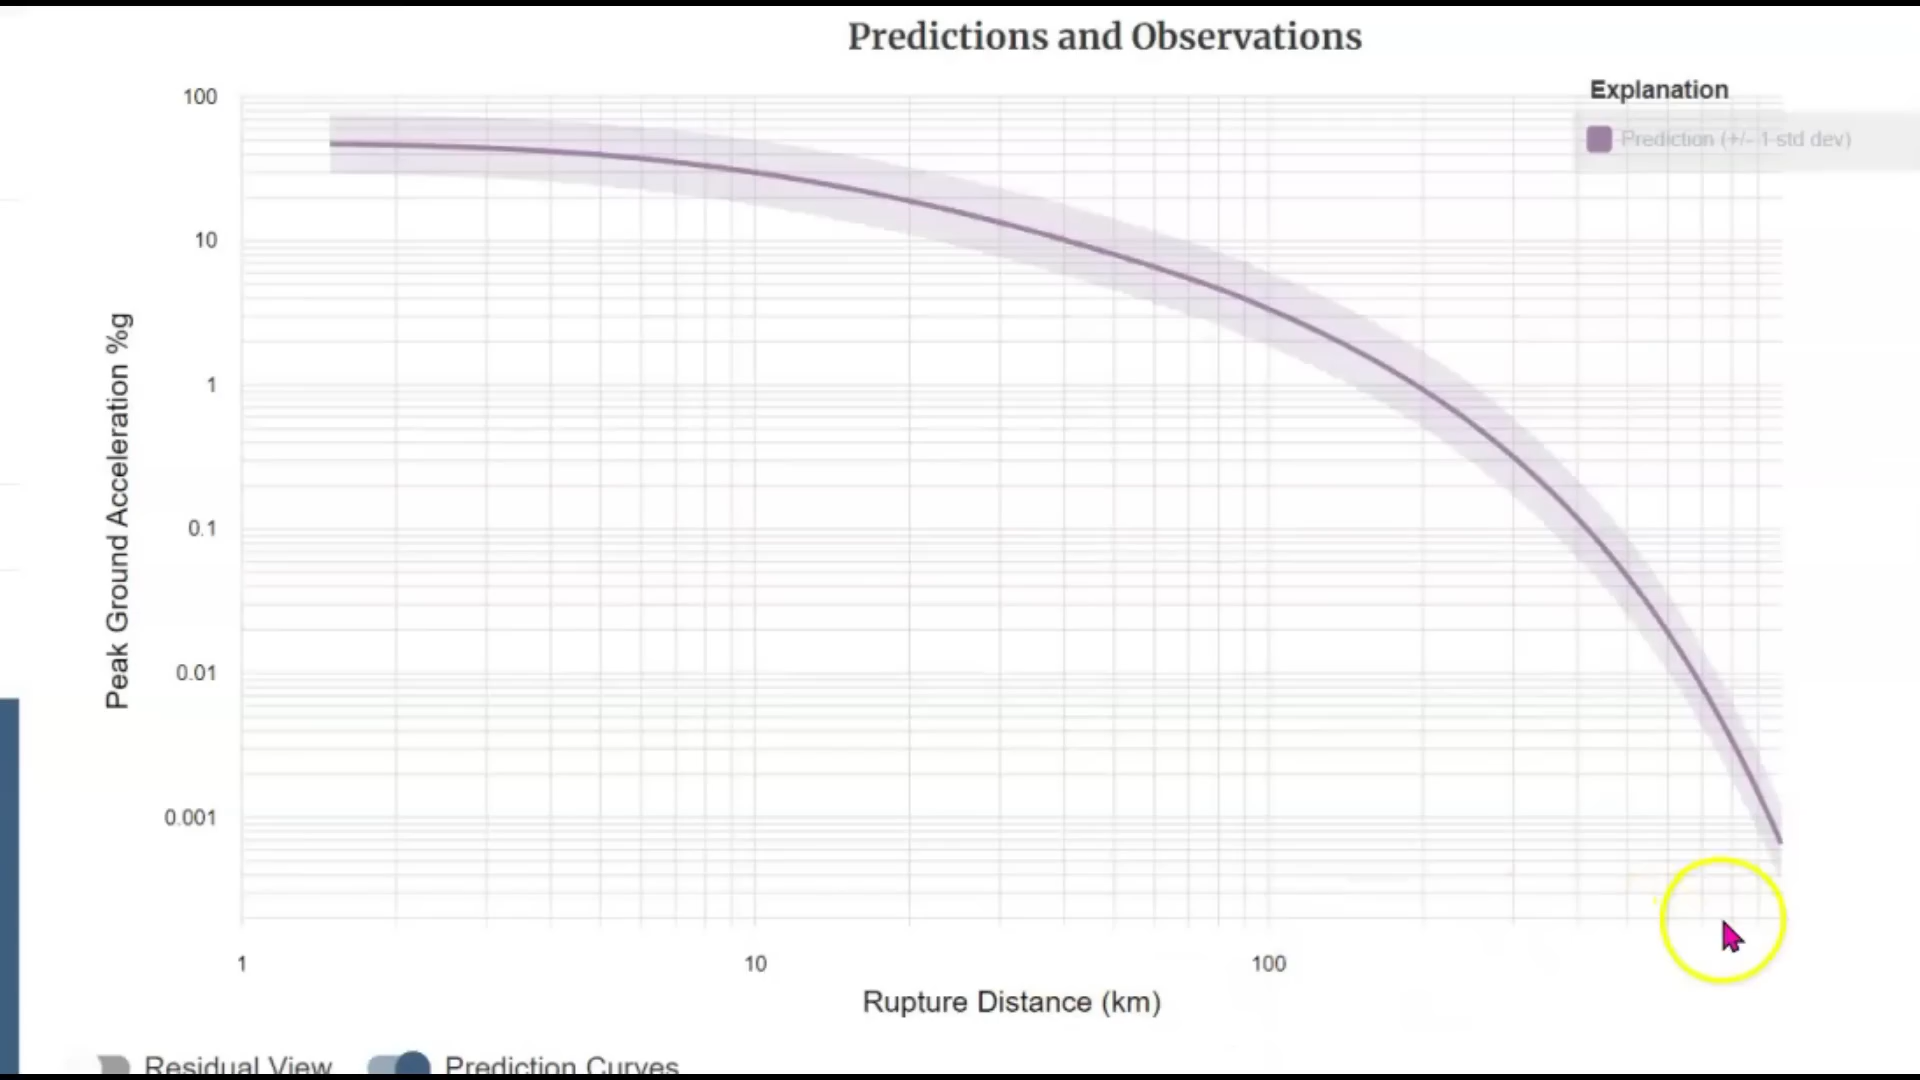 Predictions and Observations
Explanation
Prediction (+/- 1 std dev)
100
10
1
0.1
0.01
0.001
Peak Ground Acceleration %g
1
10
100
Rupture Distance (km)
Residual View
Prediction Curves